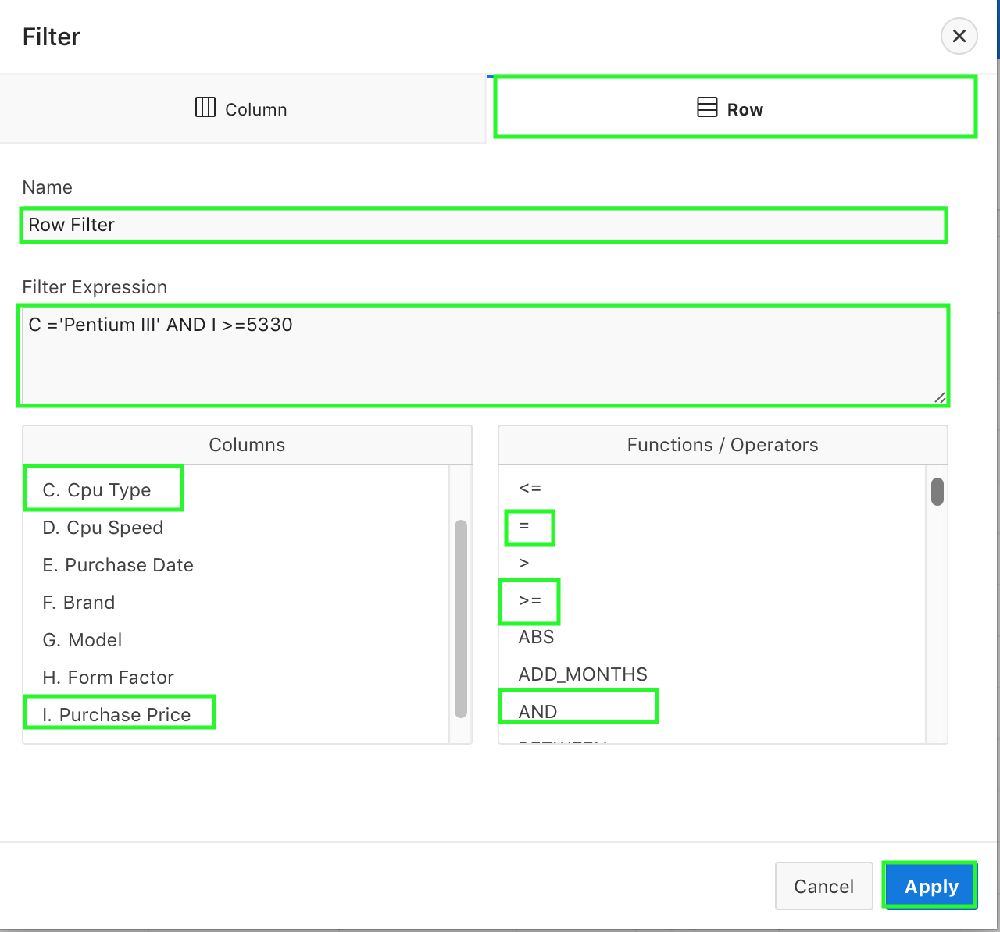 Filter
Column
Row
Name
Row Filter
Filter Expression
C ='Pentium III' AND I >=5330
Columns
C. Cpu Type
D. Cpu Speed
E. Purchase Date
F. Brand
G. Model
H. Form Factor
I. Purchase Price
Functions / Operators
<=
=
>
>=
ABS
ADD_MONTHS
AND
Cancel
Apply